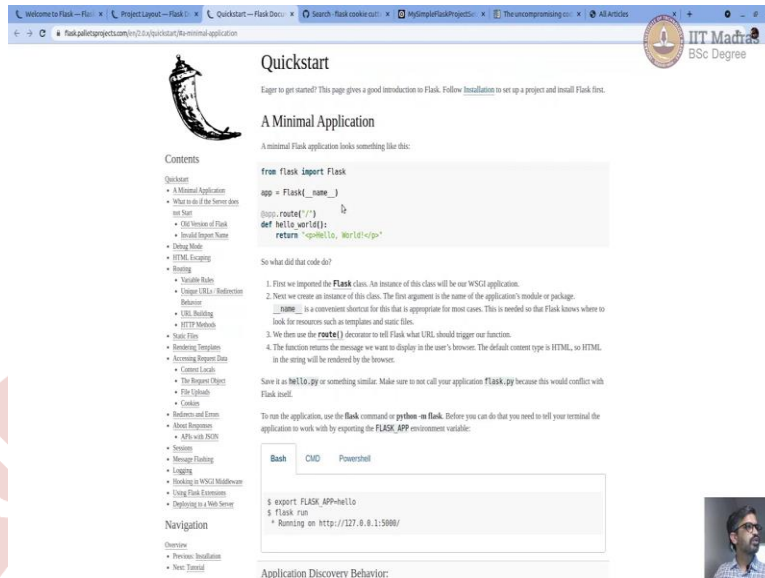 Welcome to Flask — Flas
Project Layout — Flask D
Quickstart — Flask Docu
Search · flask cookie cutt
MySimpleFlaskProjectSe
The uncompromising co
All Articles
flask.palletsprojects.com/en/2.0.x/quickstart/#a-minimal-application
IIT Madras
BSc Degree
Quickstart
Eager to get started? This page gives a good introduction to Flask. Follow Installation to set up a project and install Flask first.
A Minimal Application
A minimal Flask application looks something like this:
from flask import Flask
app = Flask(__name__)
@app.route("/")
def hello_world():
return "<p>Hello, World!</p>"
So what did that code do?
1. First we imported the Flask class. An instance of this class will be our WSGI application.
2. Next we create an instance of this class. The first argument is the name of the application's module or package.
__name__ is a convenient shortcut for this that is appropriate for most cases. This is needed so that Flask knows where to
look for resources such as templates and static files.
3. We then use the route() decorator to tell Flask what URL should trigger our function.
4. The function returns the message we want to display in the user's browser. The default content type is HTML, so HTML
in the string will be rendered by the browser.
Save it as hello.py or something similar. Make sure to not call your application flask.py because this would conflict with
Flask itself.
To run the application, use the flask command or python -m flask. Before you can do that you need to tell your terminal the
application to work with by exporting the FLASK_APP environment variable:
Bash CMD Powershell
$ export FLASK_APP=hello
$ flask run
* Running on http://127.0.0.1:5000/
Application Discovery Behavior:
Contents
Quickstart
A Minimal Application
What to do if the Server does
not Start
Old Version of Flask
Invalid Import Name
Debug Mode
HTML Escaping
Routing
Variable Rules
Unique URLs / Redirection
Behavior
URL Building
HTTP Methods
Static Files
Rendering Templates
Accessing Request Data
Context Locals
The Request Object
File Uploads
Cookies
Redirects and Errors
About Responses
APIs with JSON
Sessions
Message Flashing
Logging
Hooking in WSGI Middleware
Using Flask Extensions
Deploying to a Web Server
Navigation
Overview
Previous: Installation
Next: Tutorial